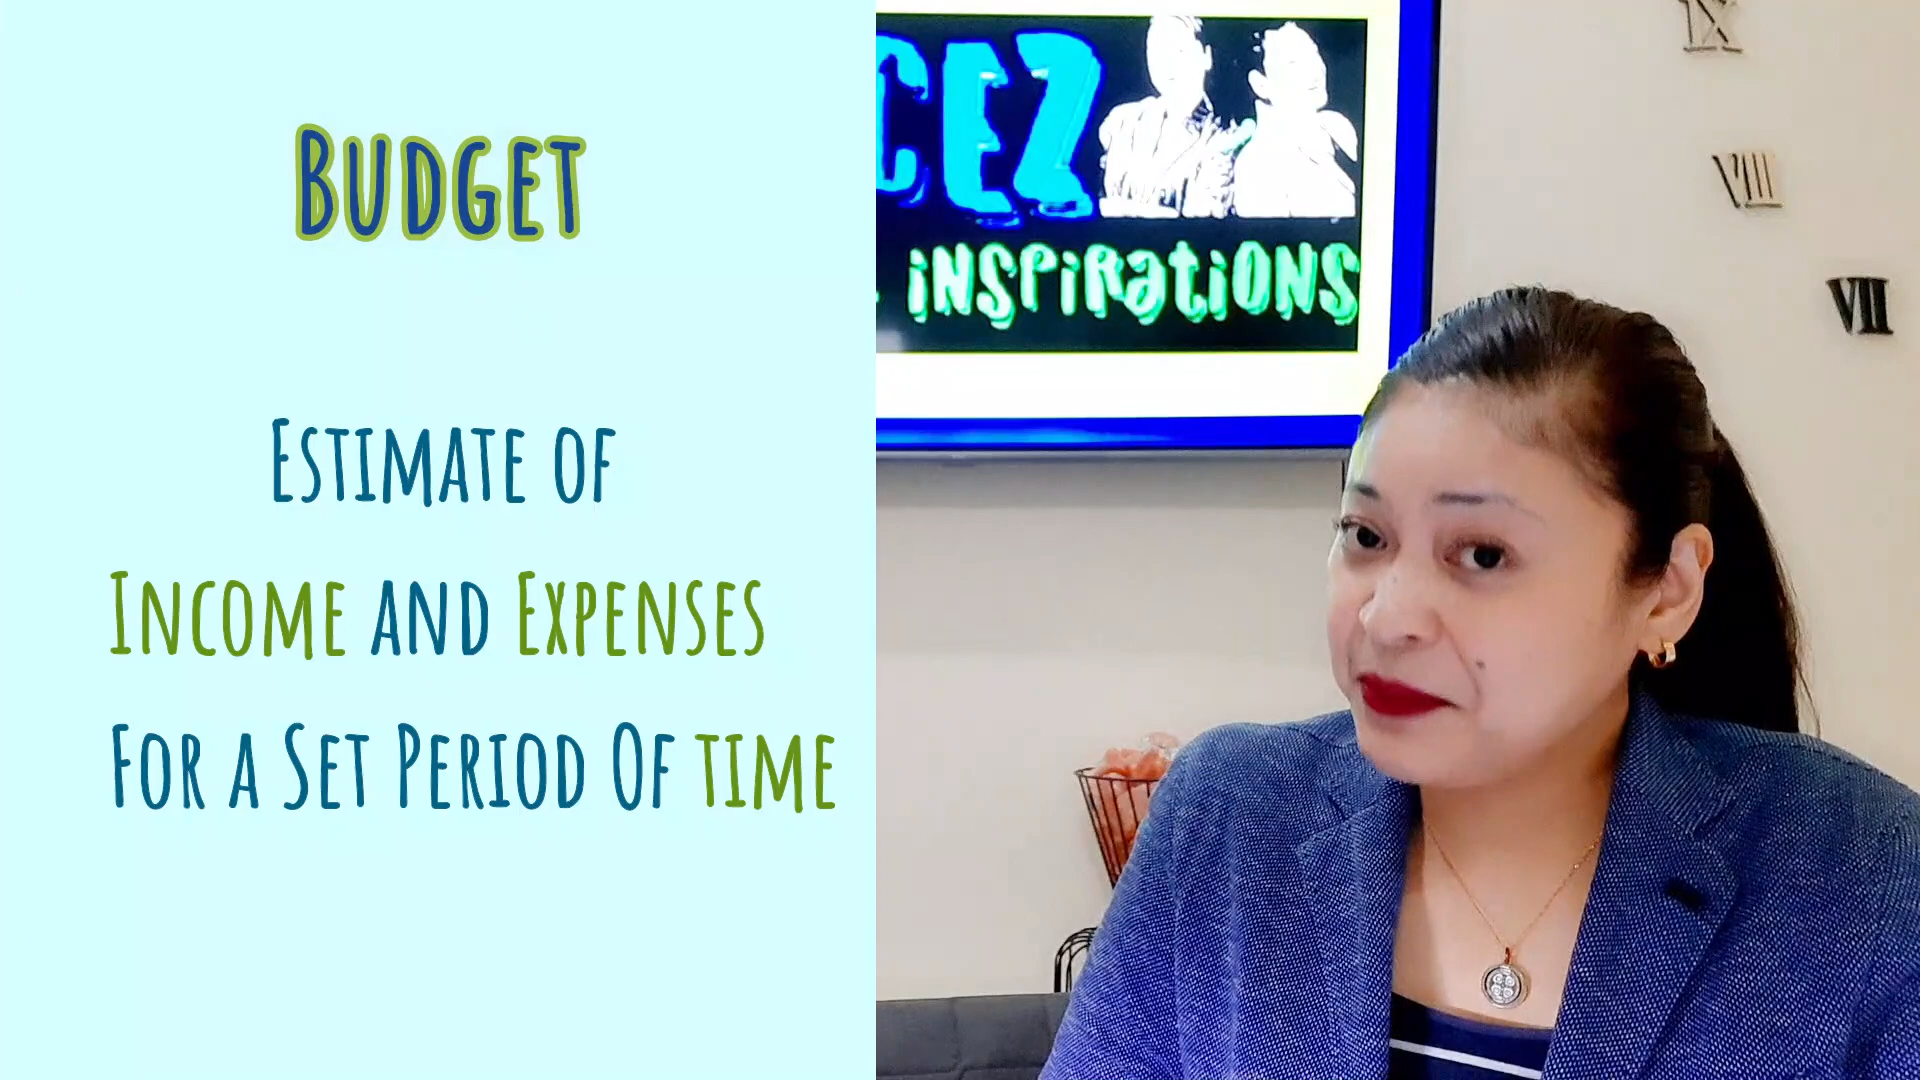 Budget
Estimate of
Income and Expenses
For a Set Period Of time
CEZ
inspirations
IX
VIII
VII